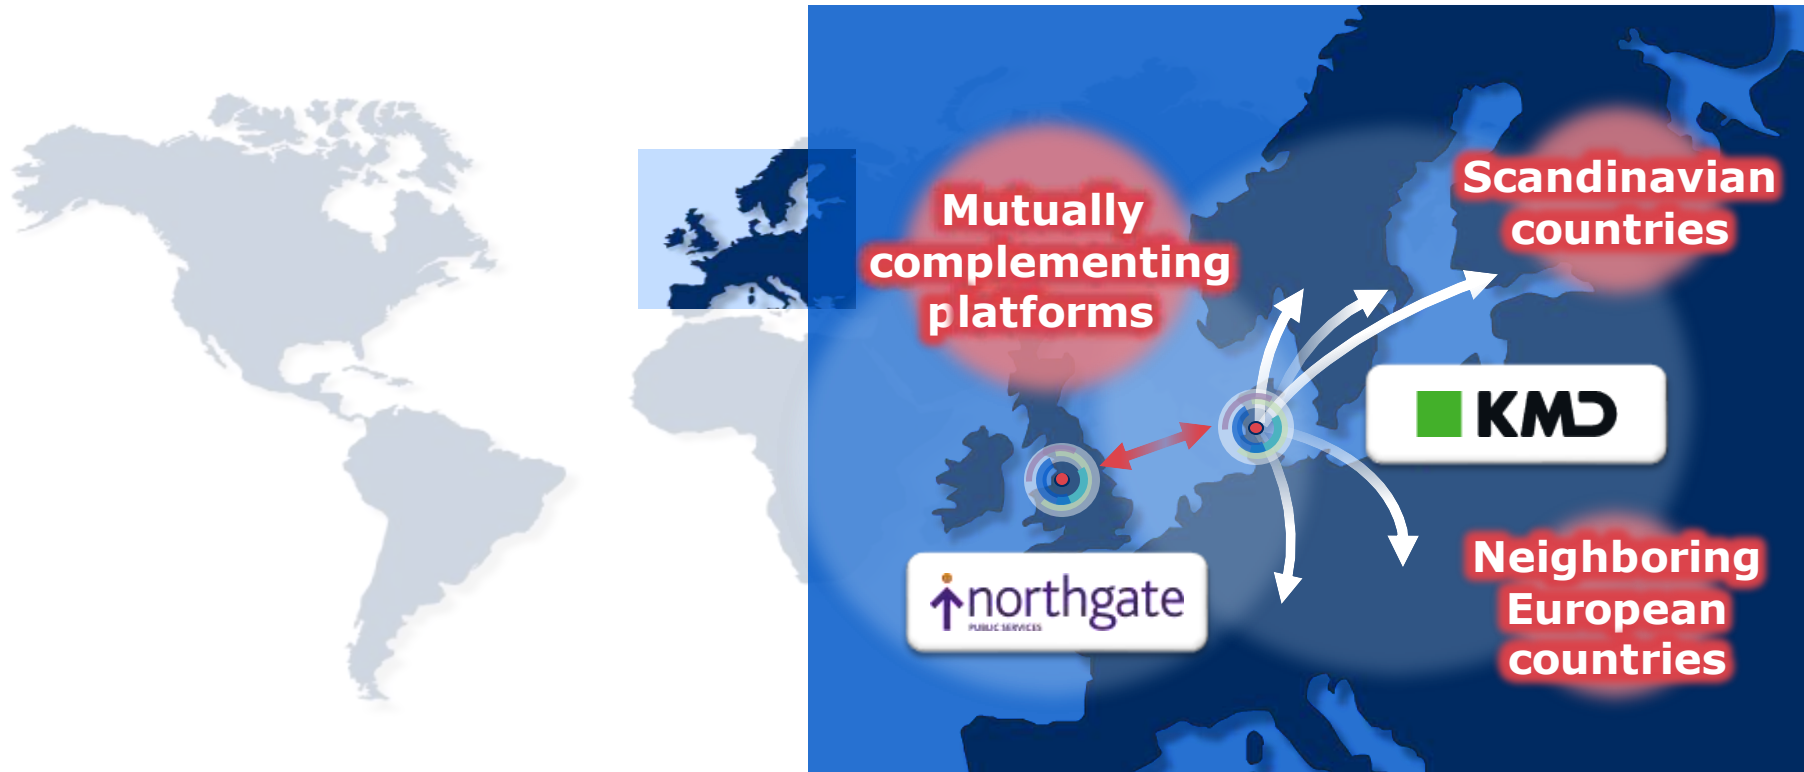 Mutually
complementing
platforms
Scandinavian
countries
KMD
northgate
PUBLIC SERVICES
Neighboring
European
countries